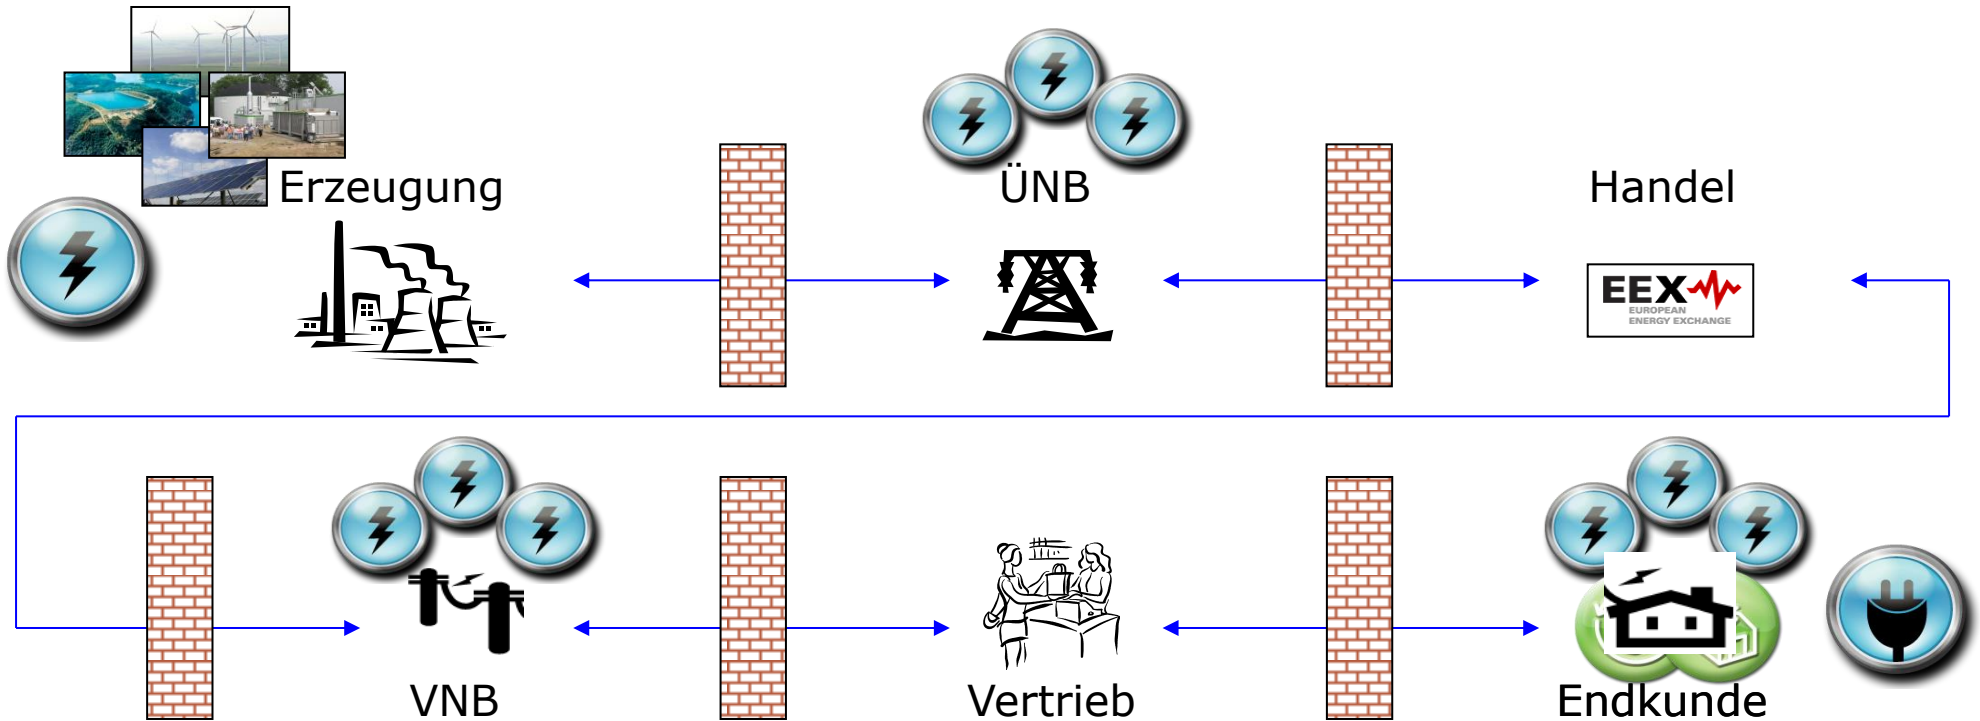 Erzeugung
ÜNB
Handel
EEX
EUROPEAN
ENERGY EXCHANGE
VNB
Vertrieb
Endkunde